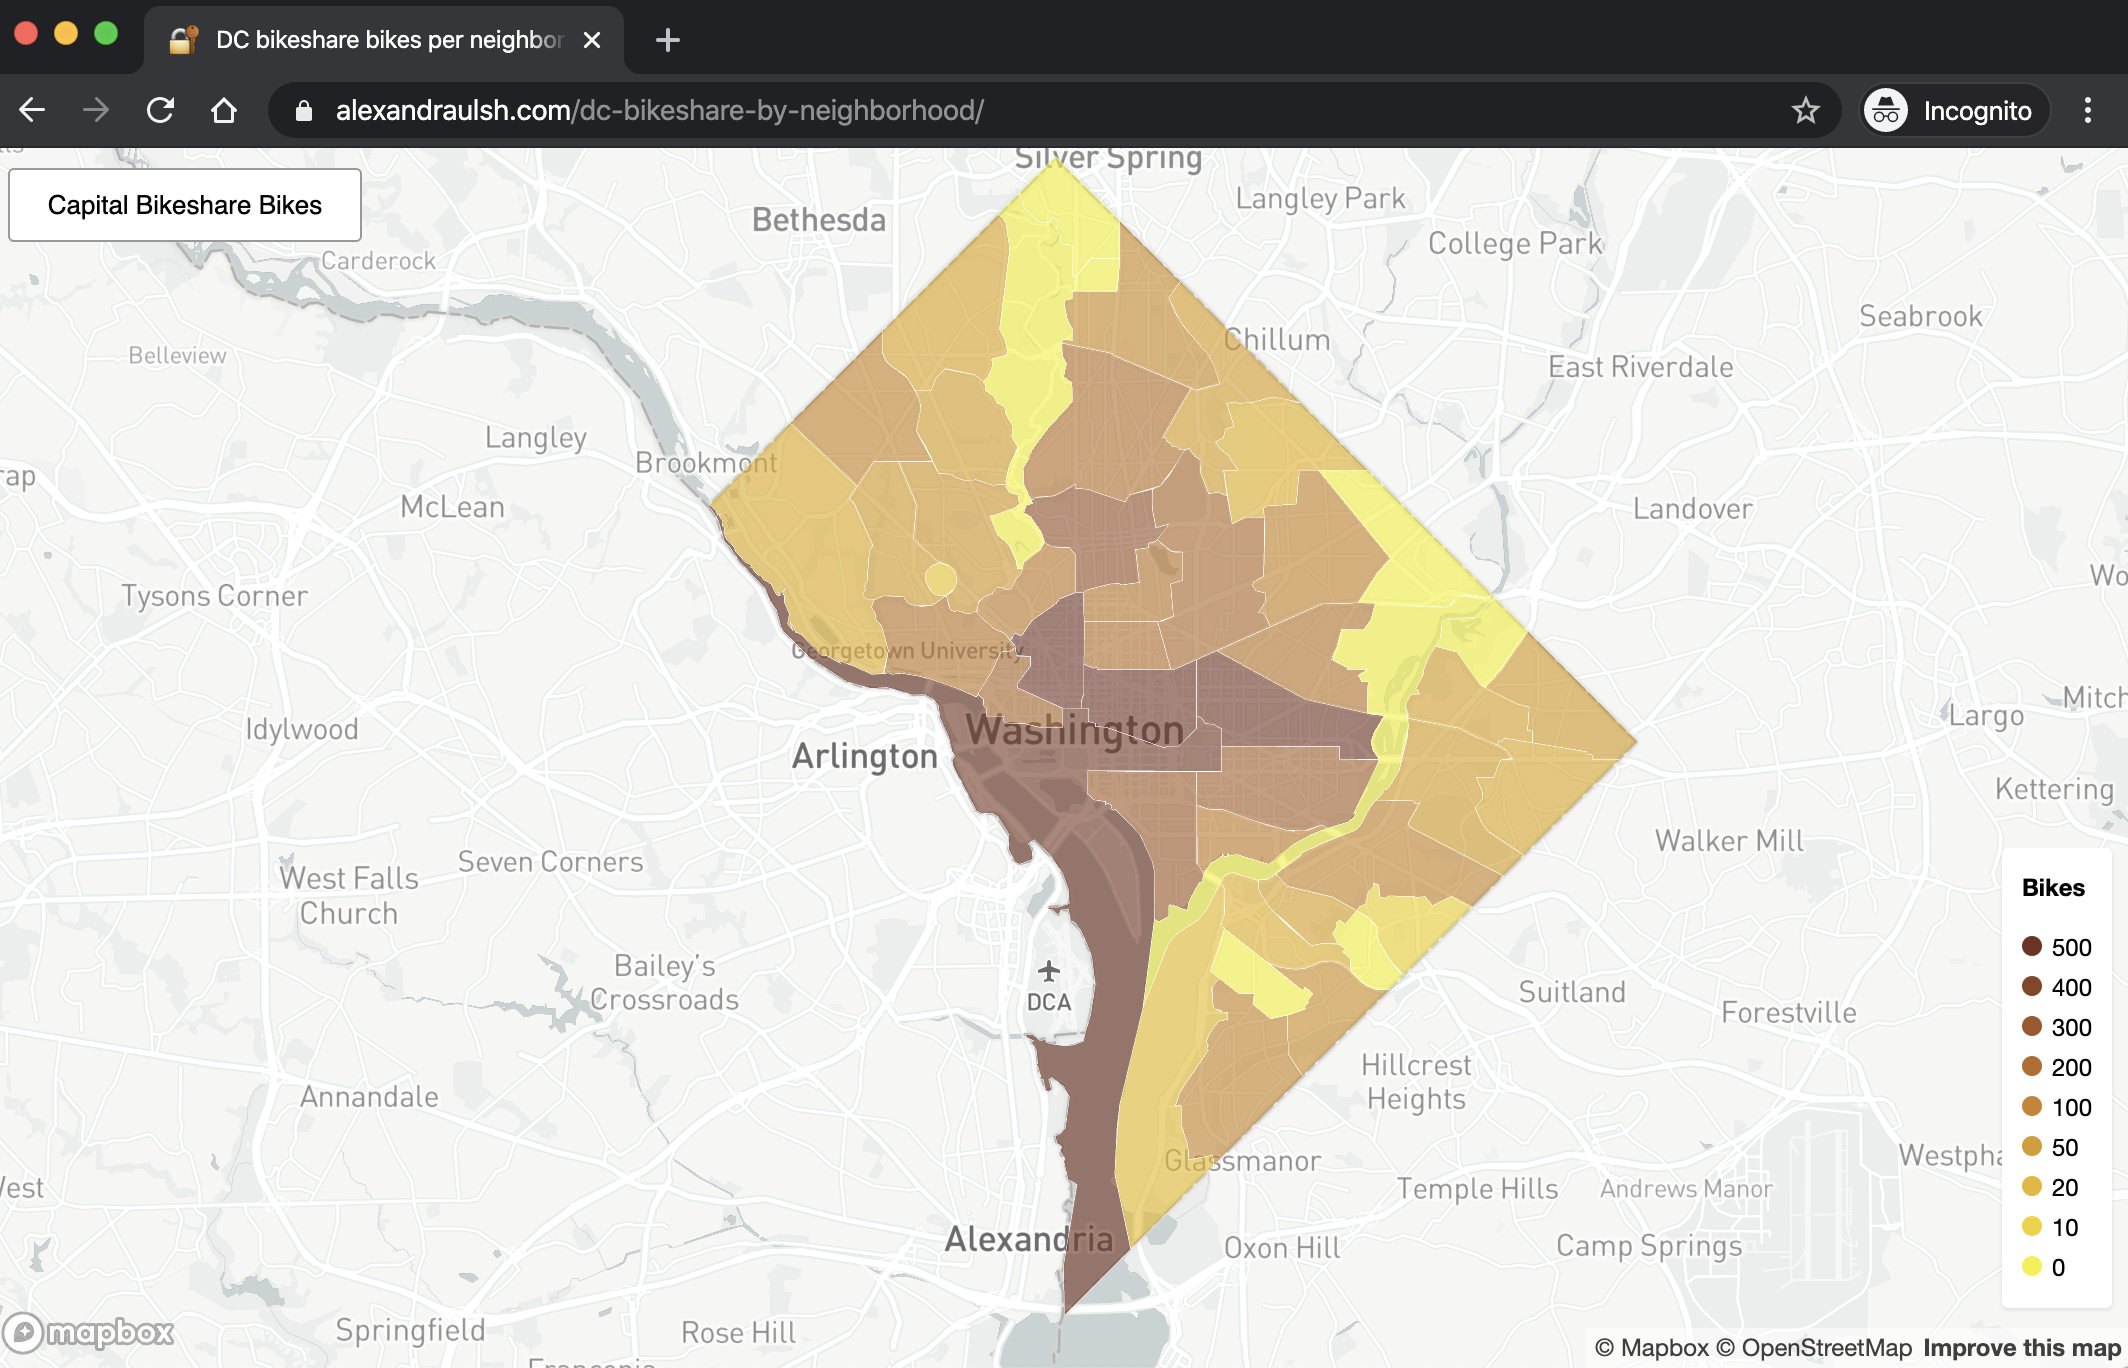 DC bikeshare bikes per neighbor
alexandraulsh.com/dc-bikeshare-by-neighborhood/
Incognito
Capital Bikeshare Bikes
Silver Spring
Langley Park
Bethesda
College Park
Carderock
Seabrook
Chillum
Belleview
East Riverdale
Langley
Brookmont
rap
McLean
Landover
Wo
Tysons Corner
Georgetown University
Mitch
Largo
Idylwood
Washington
Arlington
Kettering
Walker Mill
Seven Corners
West Falls
Church
Bailey's
Crossroads
DCA
Suitland
Forestville
Hillcrest
Heights
Annandale
Glassmanor
Westpha
Temple Hills
Andrews Manor
Alexandria
Oxon Hill
Camp Springs
Springfield
Rose Hill
Bikes
500
400
300
200
100
50
20
10
0
mapbox
© Mapbox © OpenStreetMap Improve this map